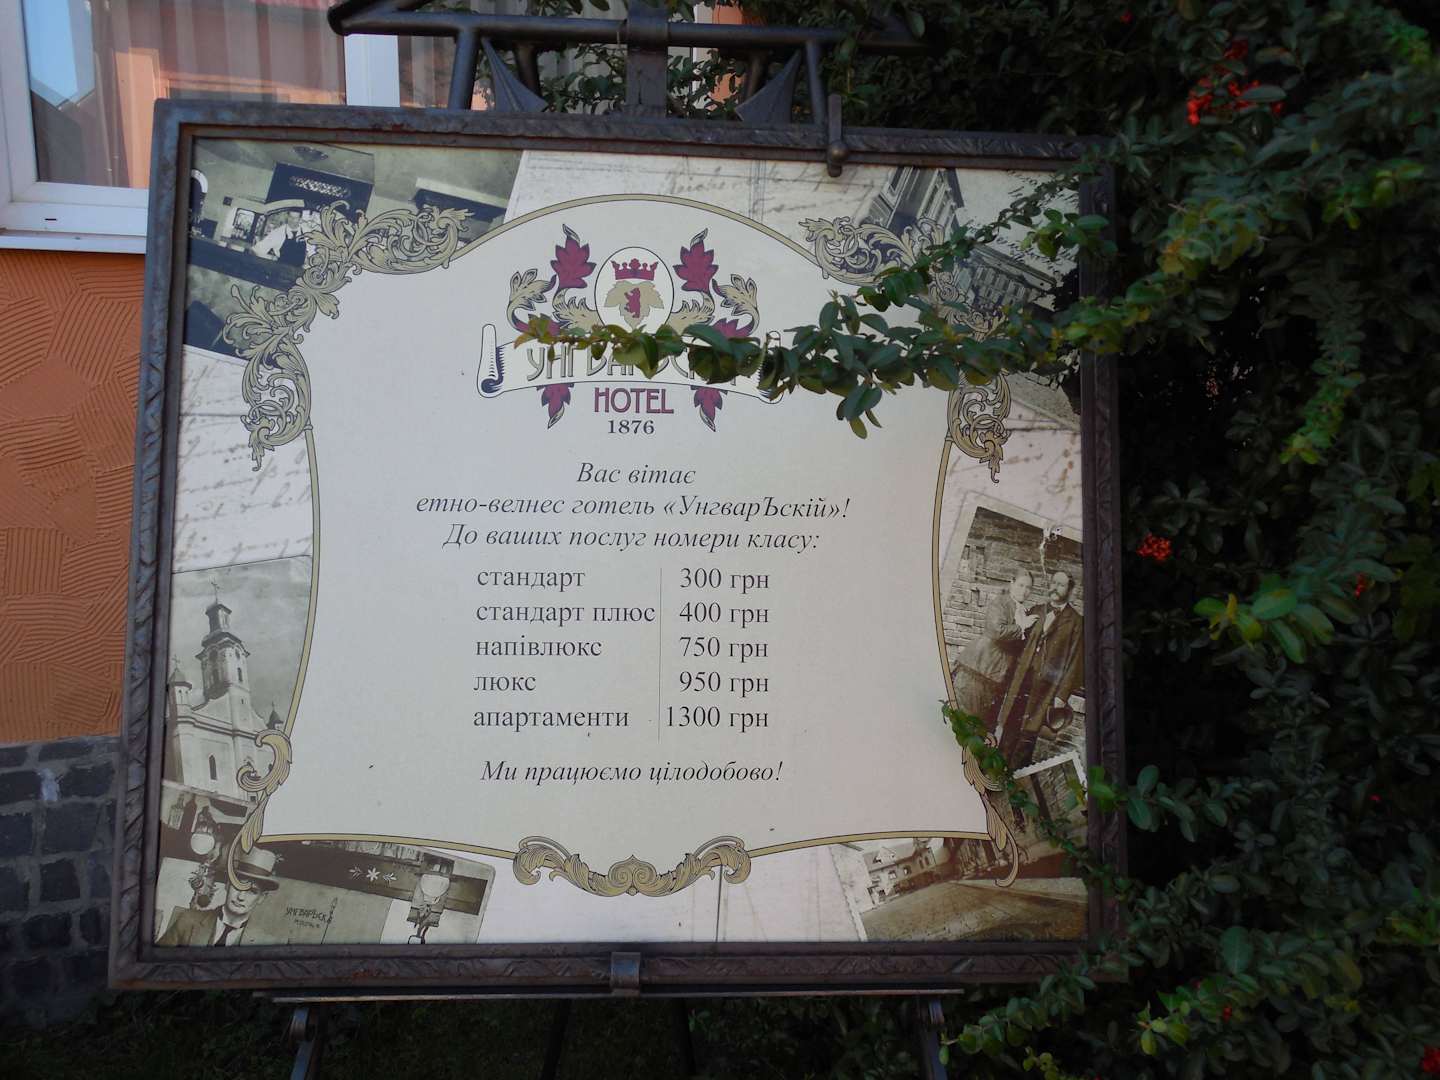 HOTEL
1876
Вас вітає
етно-велнес готель «УнгварЪскій»!
До ваших послуг номери класу:
стандарт 300 грн
стандарт плюс 400 грн
напівлюкс 750 грн
люкс 950 грн
апартаменти 1300 грн
Ми працюємо цілодобово!